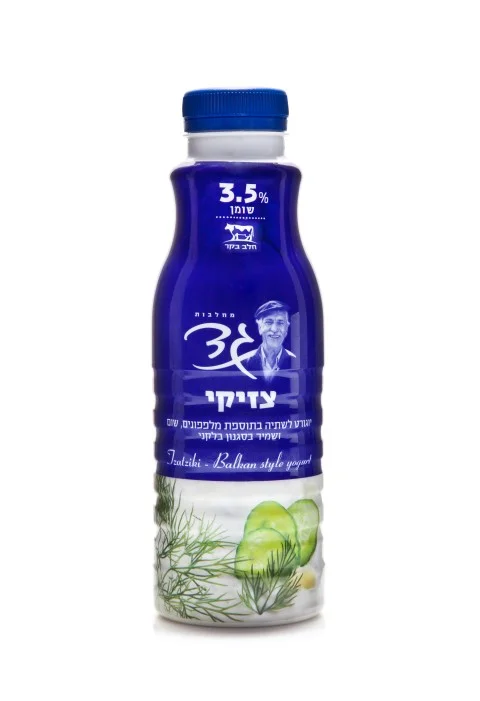 3.5%
שומן
חלב בקר
מחלבות
גד
צזיקי
יוגורט לשתיה בתוספת מלפפונים, שום
ושמיר בסגנון בלקני
Tzatziki - Balkan style yogurt